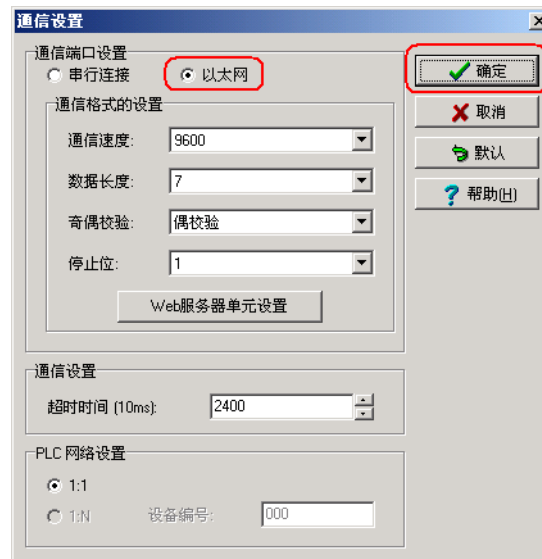 通信设置
通信端口设置
串行连接
以太网
确定
通信格式的设置
取消
通信速度:
9600
默认
数据长度:
7
帮助(H)
奇偶校验:
偶校验
停止位:
1
Web服务器单元设置
通信设置
超时时间 (10ms):
2400
PLC 网络设置
1:1
1:N
设备编号:
000